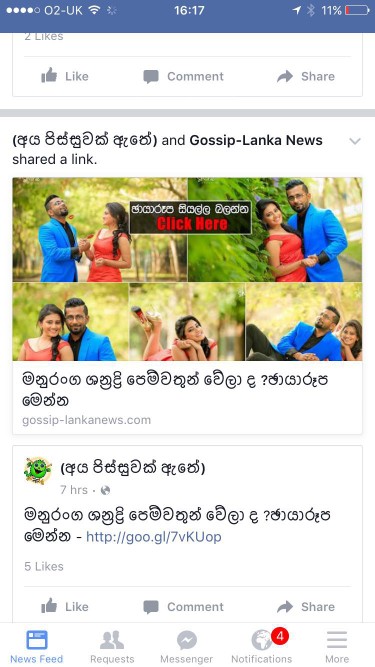 O2-UK 16:17 11%
2 Likes
Like Comment Share
(අය පිස්සුවක් ඇතේ) and Gossip-Lanka News
shared a link.
ඡායාරූප සියල්ල බලන්න
Click Here
මනුරංග ශනුද්‍රි පෙම්වතුන් වේලා ද ?ඡායාරූප
මෙන්න
gossip-lankanews.com
(අය පිස්සුවක් ඇතේ)
7 hrs ·
මනුරංග ශනුද්‍රි පෙම්වතුන් වේලා ද ?ඡායාරූප
මෙන්න - http://goo.gl/7vKUop
5 Likes
Like Comment Share
4
News Feed Requests Messenger Notifications More